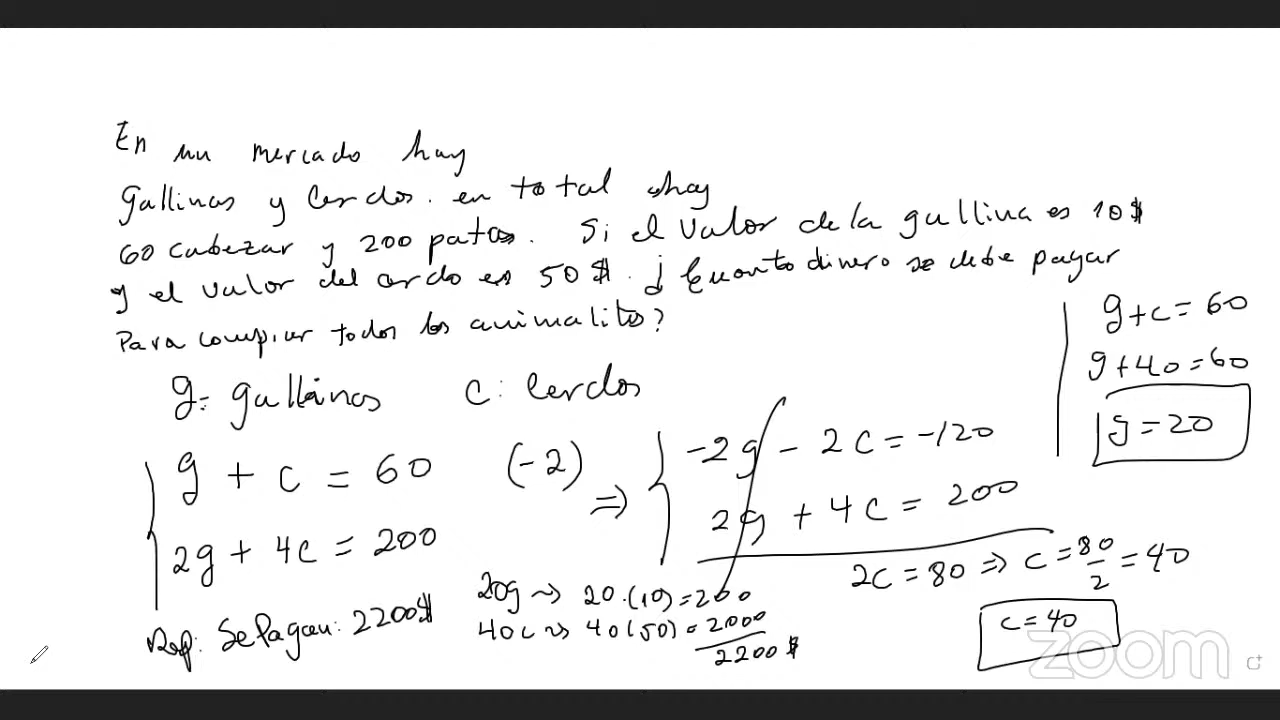 En un mercado hay
gallinas y cerdos. en total hay
60 cabezas y 200 patas. Si el valor de la gallina es 10$
y el valor del cerdo es 50$. ¿Cuanto dinero se debe pagar
Para comprar todos los animalitos?
g: gallinas c: cerdos
g + c = 60 (-2)
2g + 4c = 200
⇒
-2g - 2c = -120
2g + 4c = 200
2c = 80 ⇒ c = 80/2 = 40
c = 40
g + c = 60
g + 40 = 60
g = 20
20g ⇝ 20.(10) = 200
40c ⇝ 40(50) = 2000
2200$
Resp: Se Pagan: 2200$
zoom